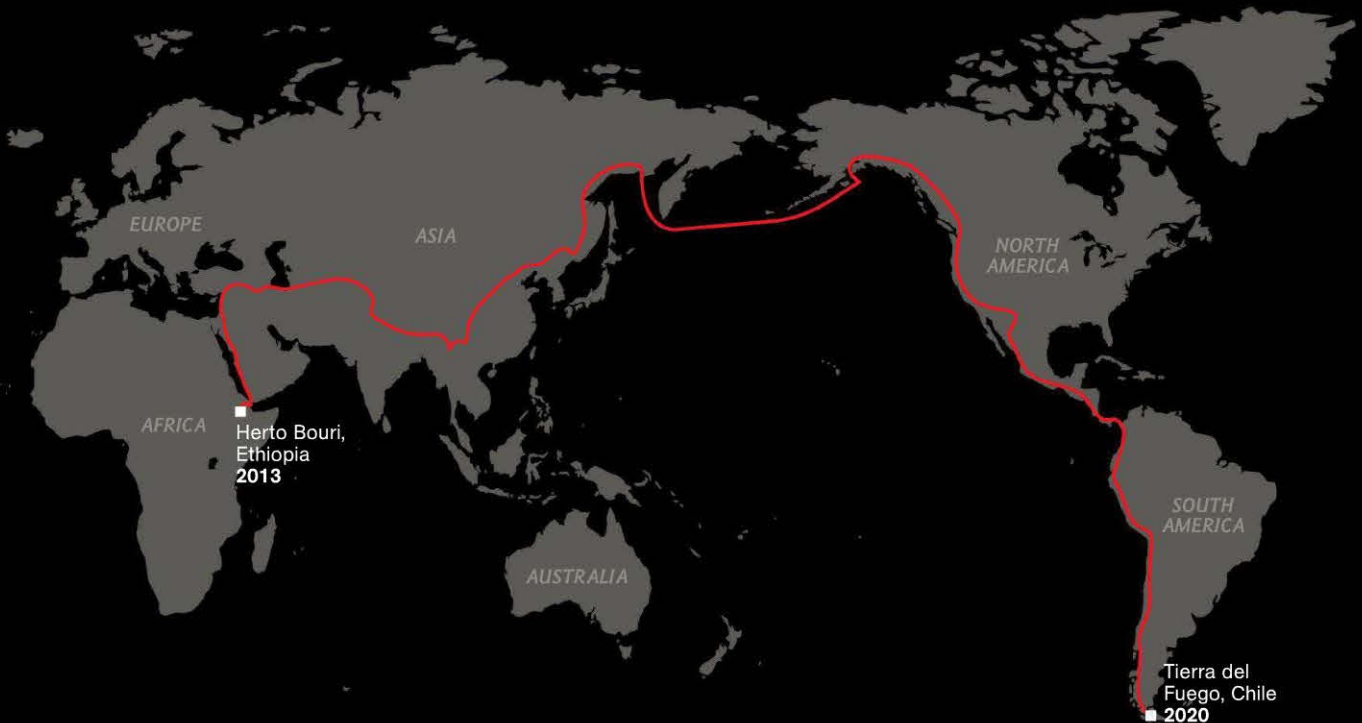 EUROPE
ASIA
NORTH
AMERICA
AFRICA
Herto Bouri,
Ethiopia
2013
SOUTH
AMERICA
AUSTRALIA
Tierra del
Fuego, Chile
2020